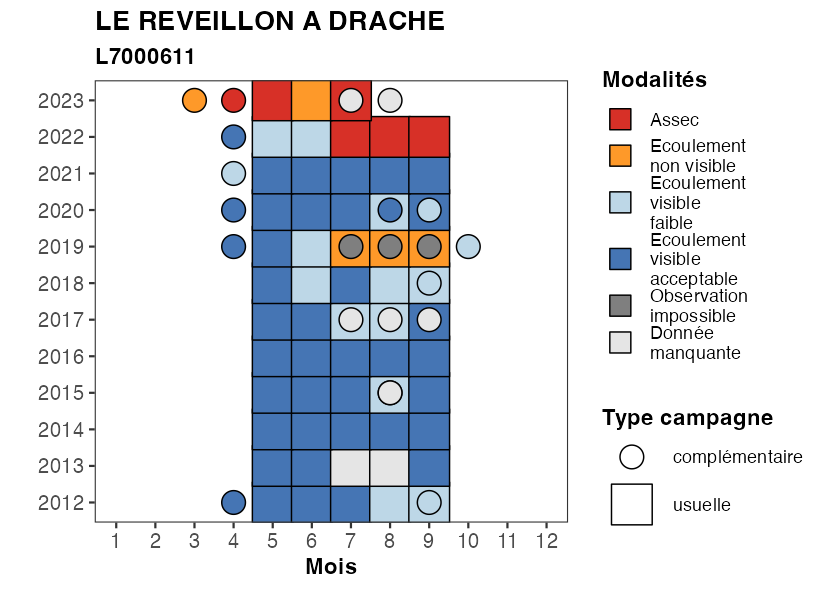 LE REVEILLON A DRACHE
L7000611
2023
2022
2021
2020
2019
2018
2017
2016
2015
2014
2013
2012
1 2 3 4 5 6 7 8 9 10 11 12
Mois
Modalités
Assec
Ecoulement
non visible
Ecoulement
visible
faible
Ecoulement
visible
acceptable
Observation
impossible
Donnée
manquante
Type campagne
complémentaire
usuelle